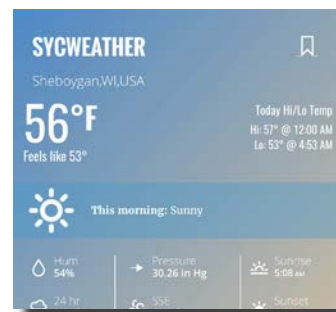 SYCWEATHER
Sheboygan,WI,USA
56°F
Feels like 53°
Today Hi/Lo Temp
Hi: 57° @ 12:00 AM
Lo: 53° @ 4:53 AM
This morning: Sunny
Hum
54%
Pressure
30.26 in Hg
Sunrise
5:08 AM
24 hr
SSE
Sunset